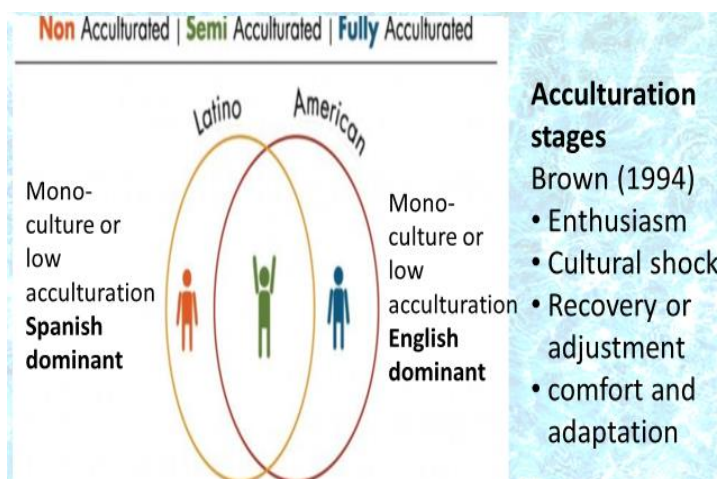 Non Acculturated | Semi Acculturated | Fully Acculturated
Latino
American
Mono-
culture or
low
acculturation
Spanish
dominant
Mono-
culture or
low
acculturation
English
dominant
Acculturation
stages
Brown (1994)
• Enthusiasm
• Cultural shock
• Recovery or
adjustment
• comfort and
adaptation